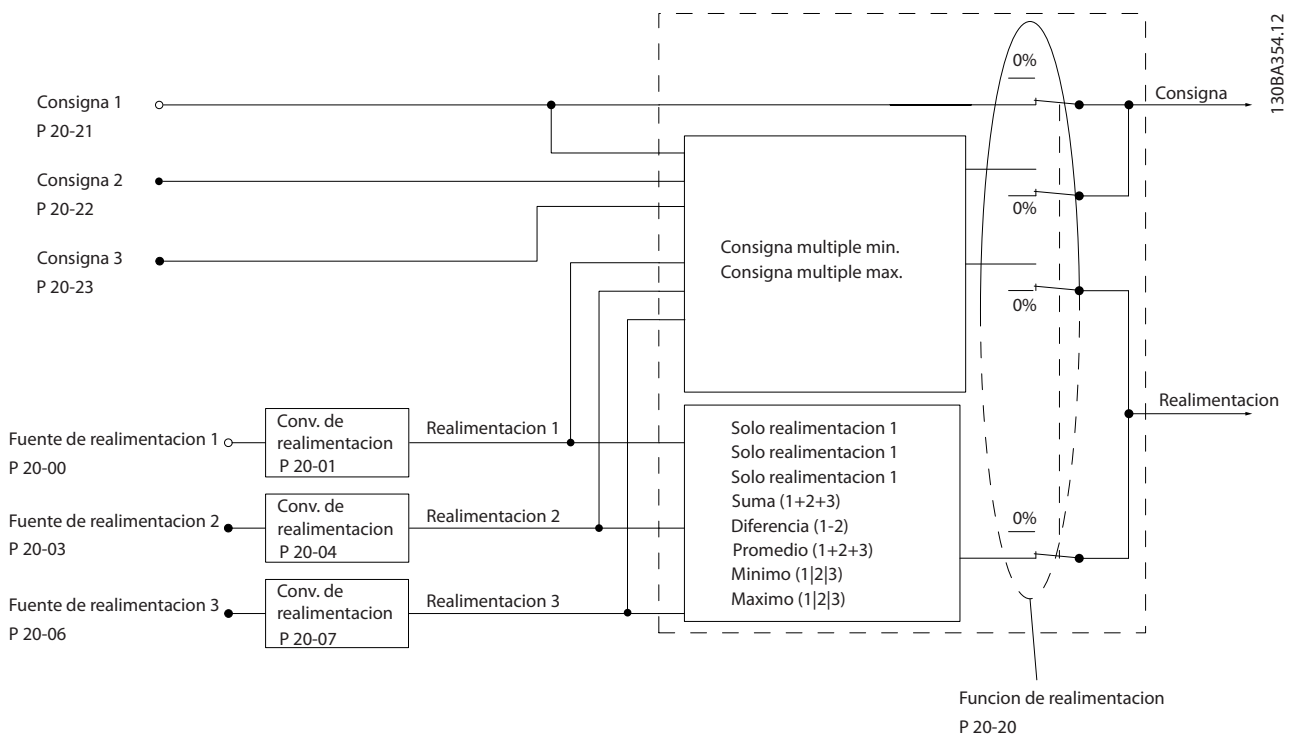 130BA354.12
0%
Consigna 1
P 20-21
Consigna
Consigna 2
P 20-22
0%
Consigna 3
P 20-23
Consigna multiple min.
Consigna multiple max.
0%
Fuente de realimentacion 1
P 20-00
Conv. de
realimentacion
P 20-01
Realimentacion 1
Realimentacion
Fuente de realimentacion 2
P 20-03
Conv. de
realimentacion
P 20-04
Realimentacion 2
Fuente de realimentacion 3
P 20-06
Conv. de
realimentacion
P 20-07
Realimentacion 3
Solo realimentacion 1
Solo realimentacion 1
Solo realimentacion 1
Suma (1+2+3)
Diferencia (1-2)
Promedio (1+2+3)
Minimo (1|2|3)
Maximo (1|2|3)
0%
Funcion de realimentacion
P 20-20